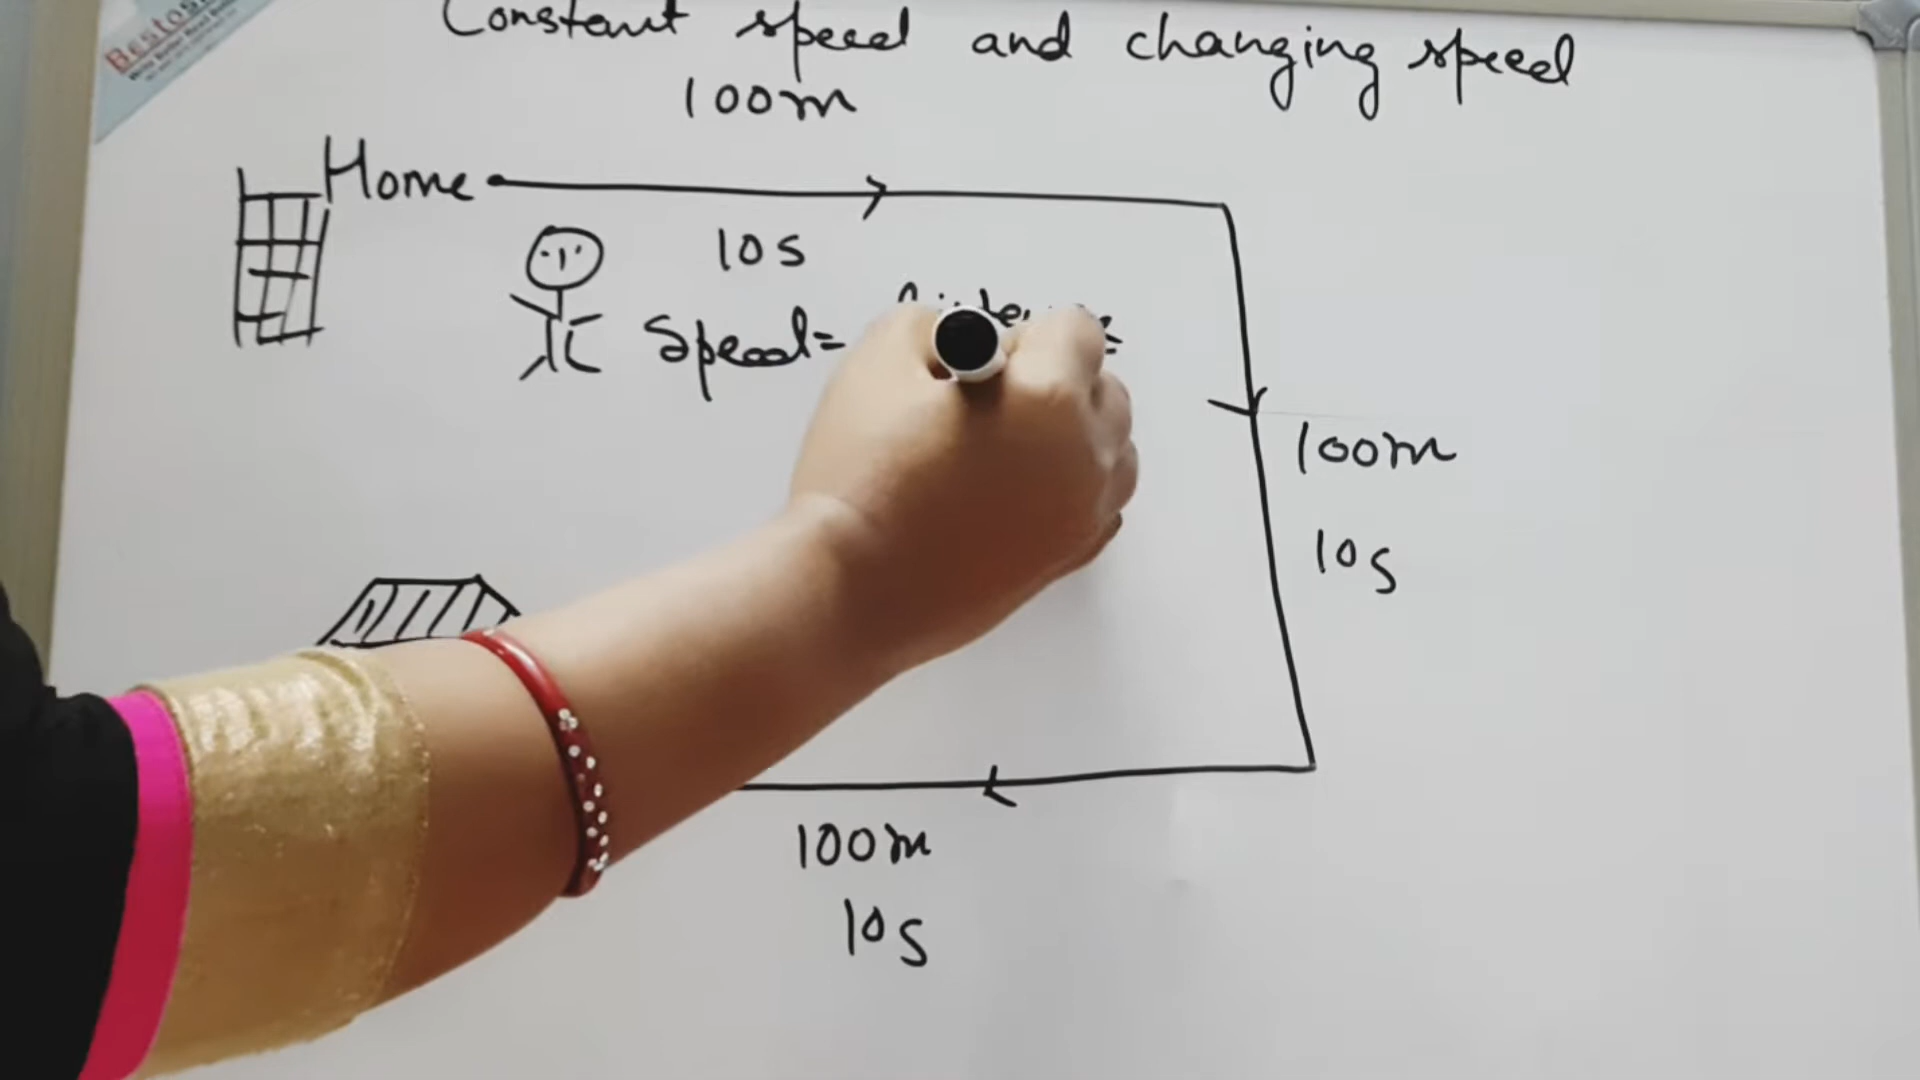 Constant speed and changing speed
100m
Home
10s
Speed=
=
100m
10s
100m
10s